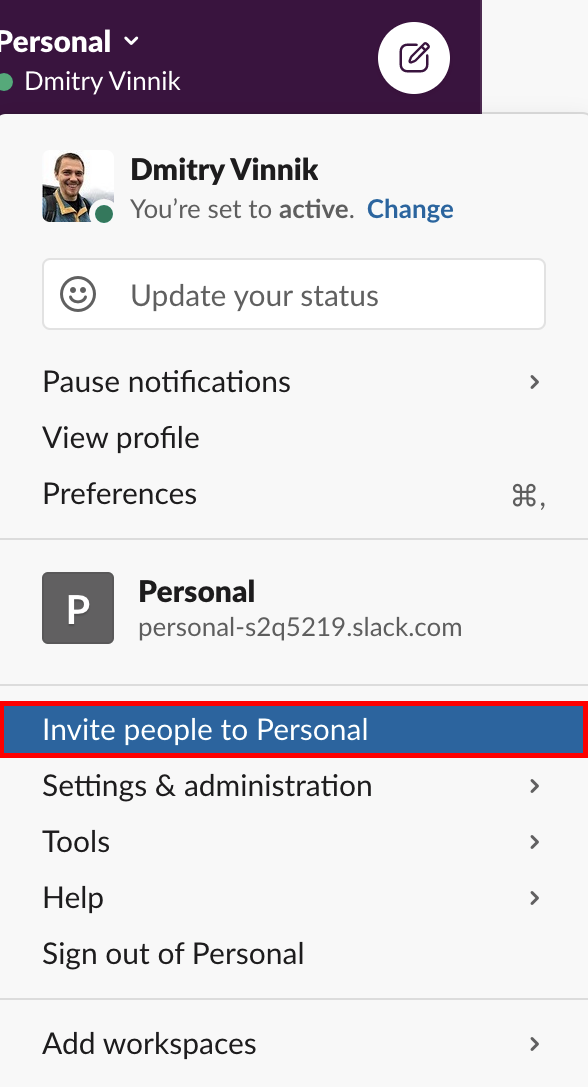 Personal
Dmitry Vinnik
Dmitry Vinnik
You’re set to active. Change
Update your status
Pause notifications
View profile
Preferences ⌘,
P
Personal
personal-s2q5219.slack.com
Invite people to Personal
Settings & administration
Tools
Help
Sign out of Personal
Add workspaces